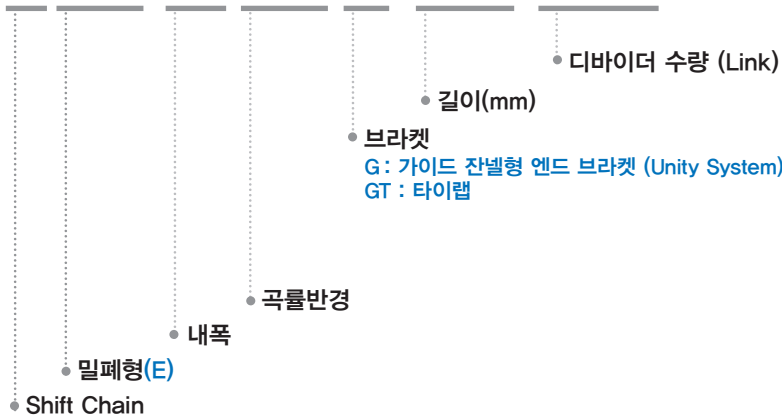 디바이더 수량 (Link)
길이(mm)
브라켓
G : 가이드 잔넬형 엔드 브라켓 (Unity System)
GT : 타이랩
곡률반경
내폭
밀폐형(E)
Shift Chain